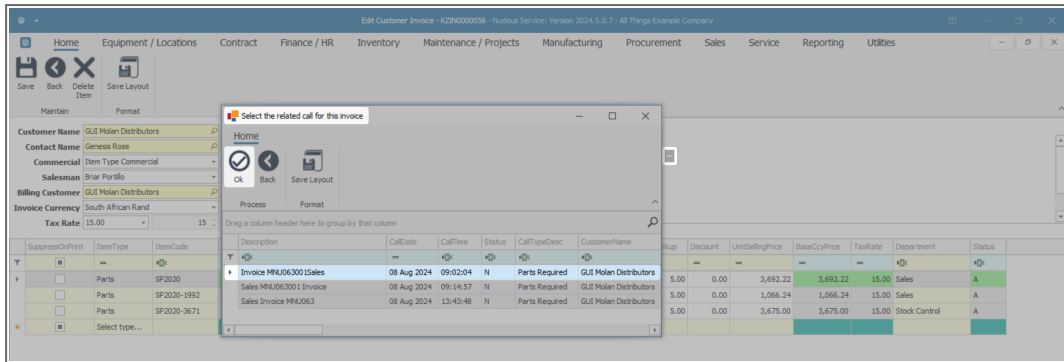 Edit Customer Invoice - KZIN0000056 - Nucleus Service: Version 2024.5.0.7 - All Things Example Company
Home Equipment / Locations Contract Finance / HR Inventory Maintenance / Projects Manufacturing Procurement Sales Service Reporting Utilities
Save Back Delete Item Save Layout
Maintain Format
Customer Name GUI Molan Distributors
Contact Name Genesis Rose
Commercial Item Type Commercial
Salesman Briar Portillo
Billing Customer GUI Molan Distributors
Invoice Currency South African Rand
Tax Rate 15.00 15
Select the related call for this invoice
Home
Ok Back Save Layout
Process Format
Drag a column header here to group by that column
Description CallDate CallTime Status CallTypeDesc CustomerName
Invoice MNU063001Sales 08 Aug 2024 09:02:04 N Parts Required GUI Molan Distributors
Sales MNU063001 Invoice 08 Aug 2024 09:14:57 N Parts Required GUI Molan Distributors
Sales Invoice MNU063 08 Aug 2024 13:43:48 N Parts Required GUI Molan Distributors
SuppressOnPrint ItemType ItemCode rkup Discount UnitSellingPrice BaseCcyPrice TaxRate Department Status
Parts SP2020 5.00 0.00 3,692.22 3,692.22 15.00 Sales A
Parts SP2020-1992 5.00 0.00 1,066.24 1,066.24 15.00 Sales A
Parts SP2020-3671 5.00 0.00 3,675.00 3,675.00 15.00 Stock Control A
Select type...